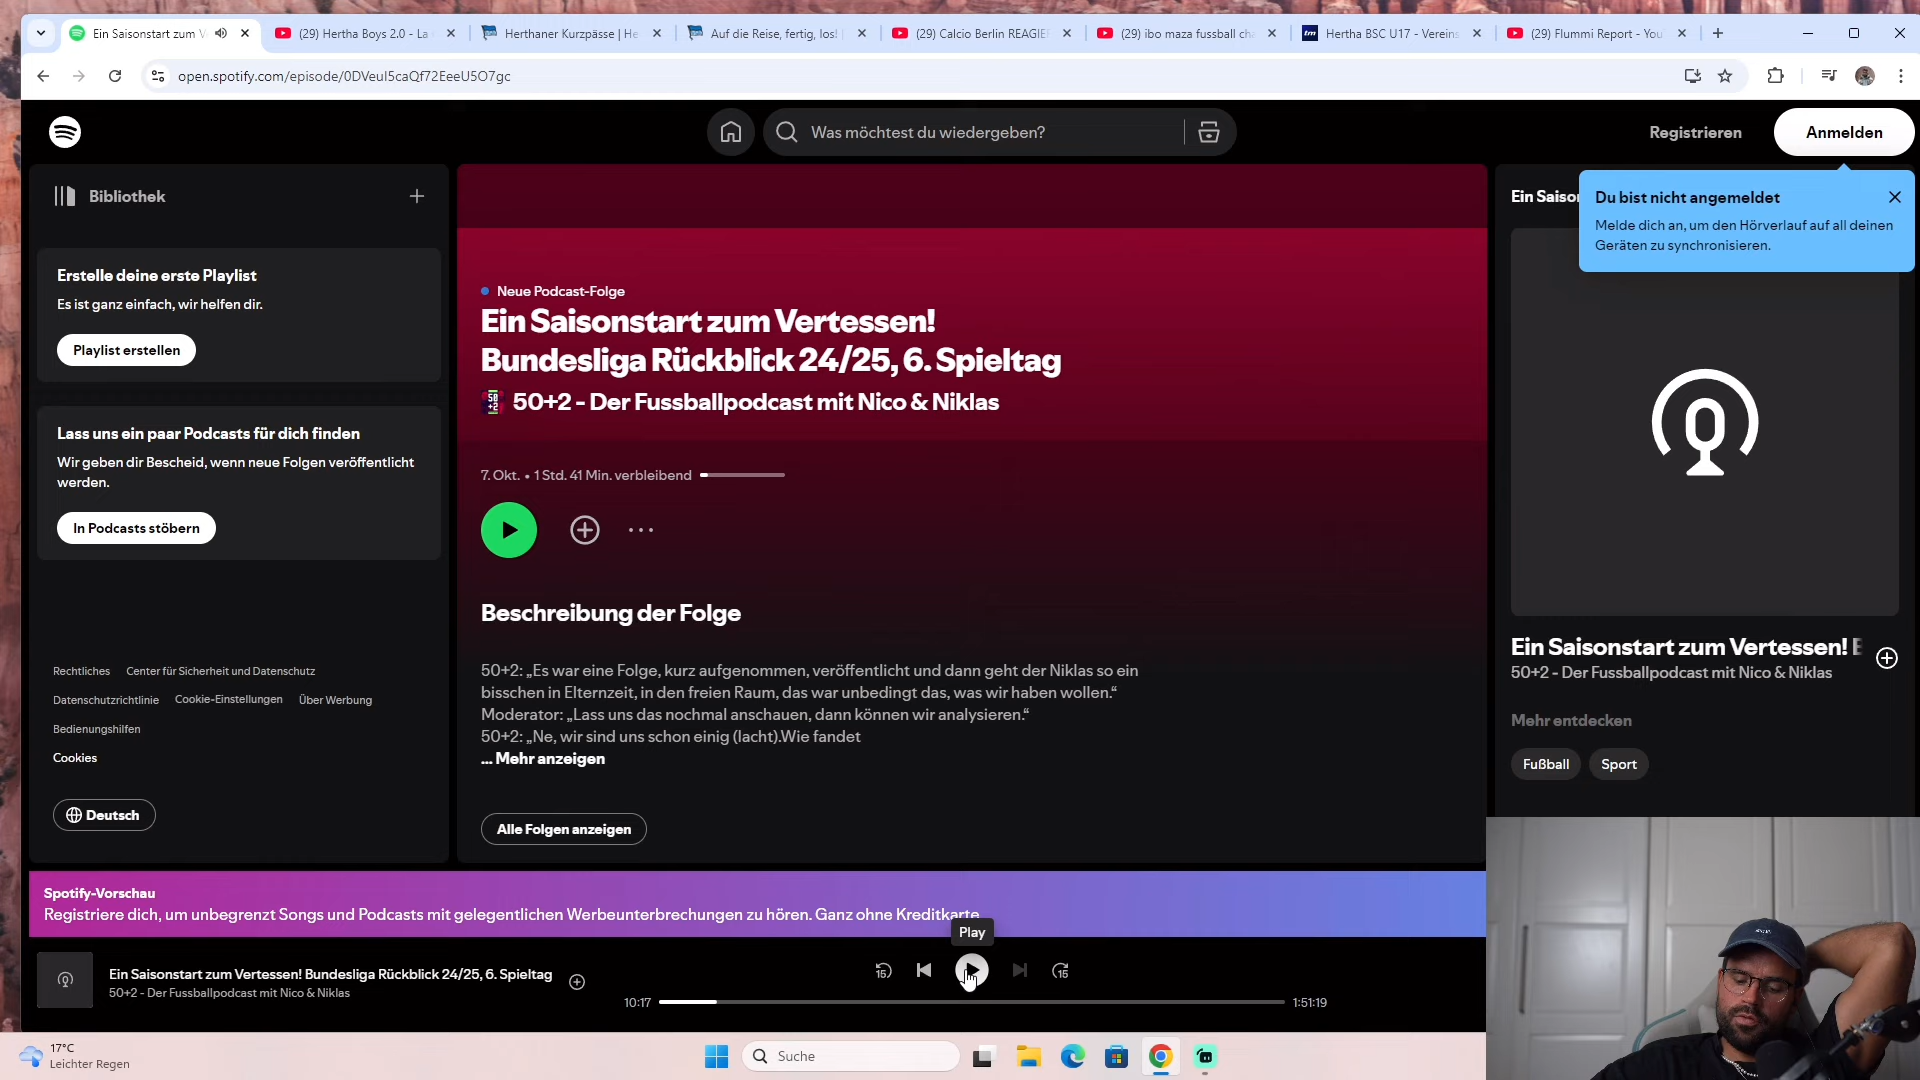 Ein Saisonstart zum V
(29) Hertha Boys 2.0 - La
Herthaner Kurzpässe | He
Auf die Reise, fertig, los! |
(29) Calcio Berlin REAGIE
(29) ibo maza fussball ch
Hertha BSC U17 - Vereins
(29) Flummi Report - You
open.spotify.com/episode/0DVeuI5caQf72EeeU5O7gc
Was möchtest du wiedergeben?
Registrieren
Anmelden
Bibliothek
Erstelle deine erste Playlist
Es ist ganz einfach, wir helfen dir.
Playlist erstellen
Lass uns ein paar Podcasts für dich finden
Wir geben dir Bescheid, wenn neue Folgen veröffentlicht
werden.
In Podcasts stöbern
Rechtliches Center für Sicherheit und Datenschutz
Datenschutzrichtlinie Cookie-Einstellungen Über Werbung
Bedienungshilfen
Cookies
Deutsch
Neue Podcast-Folge
Ein Saisonstart zum Vertessen!
Bundesliga Rückblick 24/25, 6. Spieltag
50+2 - Der Fussballpodcast mit Nico & Niklas
7. Okt. • 1 Std. 41 Min. verbleibend
Beschreibung der Folge
50+2: „Es war eine Folge, kurz aufgenommen, veröffentlicht und dann geht der Niklas so ein
bisschen in Elternzeit, in den freien Raum, das war unbedingt das, was wir haben wollen.“
Moderator: „Lass uns das nochmal anschauen, dann können wir analysieren.“
50+2: „Ne, wir sind uns schon einig (lacht).Wie fandet
... Mehr anzeigen
Alle Folgen anzeigen
Ein Saison
Du bist nicht angemeldet
Melde dich an, um den Hörverlauf auf all deinen
Geräten zu synchronisieren.
Ein Saisonstart zum Vertessen!
50+2 - Der Fussballpodcast mit Nico & Niklas
Mehr entdecken
Fußball
Sport
Spotify-Vorschau
Registriere dich, um unbegrenzt Songs und Podcasts mit gelegentlichen Werbeunterbrechungen zu hören. Ganz ohne Kreditkarte.
Play
Ein Saisonstart zum Vertessen! Bundesliga Rückblick 24/25, 6. Spieltag
50+2 - Der Fussballpodcast mit Nico & Niklas
15
15
10:17
1:51:19
17°C
Leichter Regen
Suche